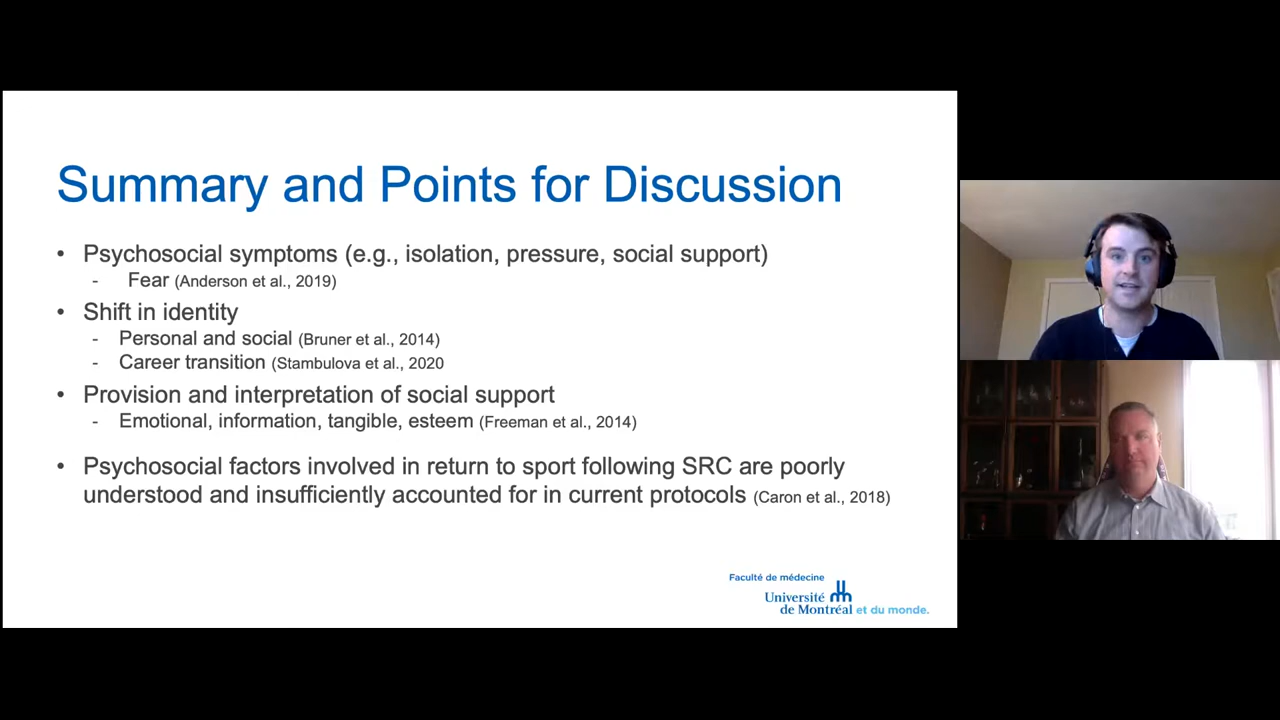 Summary and Points for Discussion
• Psychosocial symptoms (e.g., isolation, pressure, social support)
- Fear (Anderson et al., 2019)
• Shift in identity
- Personal and social (Bruner et al., 2014)
- Career transition (Stambulova et al., 2020
• Provision and interpretation of social support
- Emotional, information, tangible, esteem (Freeman et al., 2014)
• Psychosocial factors involved in return to sport following SRC are poorly
understood and insufficiently accounted for in current protocols (Caron et al., 2018)
Faculté de médecine
Université
de Montréal et du monde.